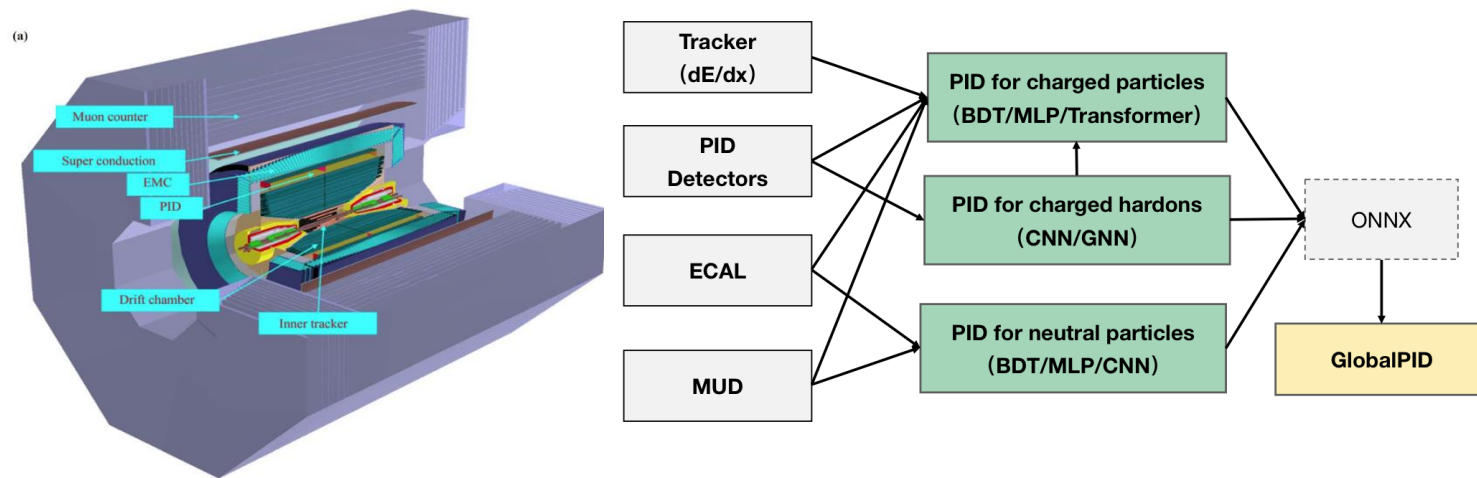 (a)
Muon counter
Super conduction
EMC
PID
Drift chamber
Inner tracker
Tracker
(dE/dx)
PID
Detectors
ECAL
MUD
PID for charged particles
(BDT/MLP/Transformer)
PID for charged hardons
(CNN/GNN)
PID for neutral particles
(BDT/MLP/CNN)
ONNX
GlobalPID